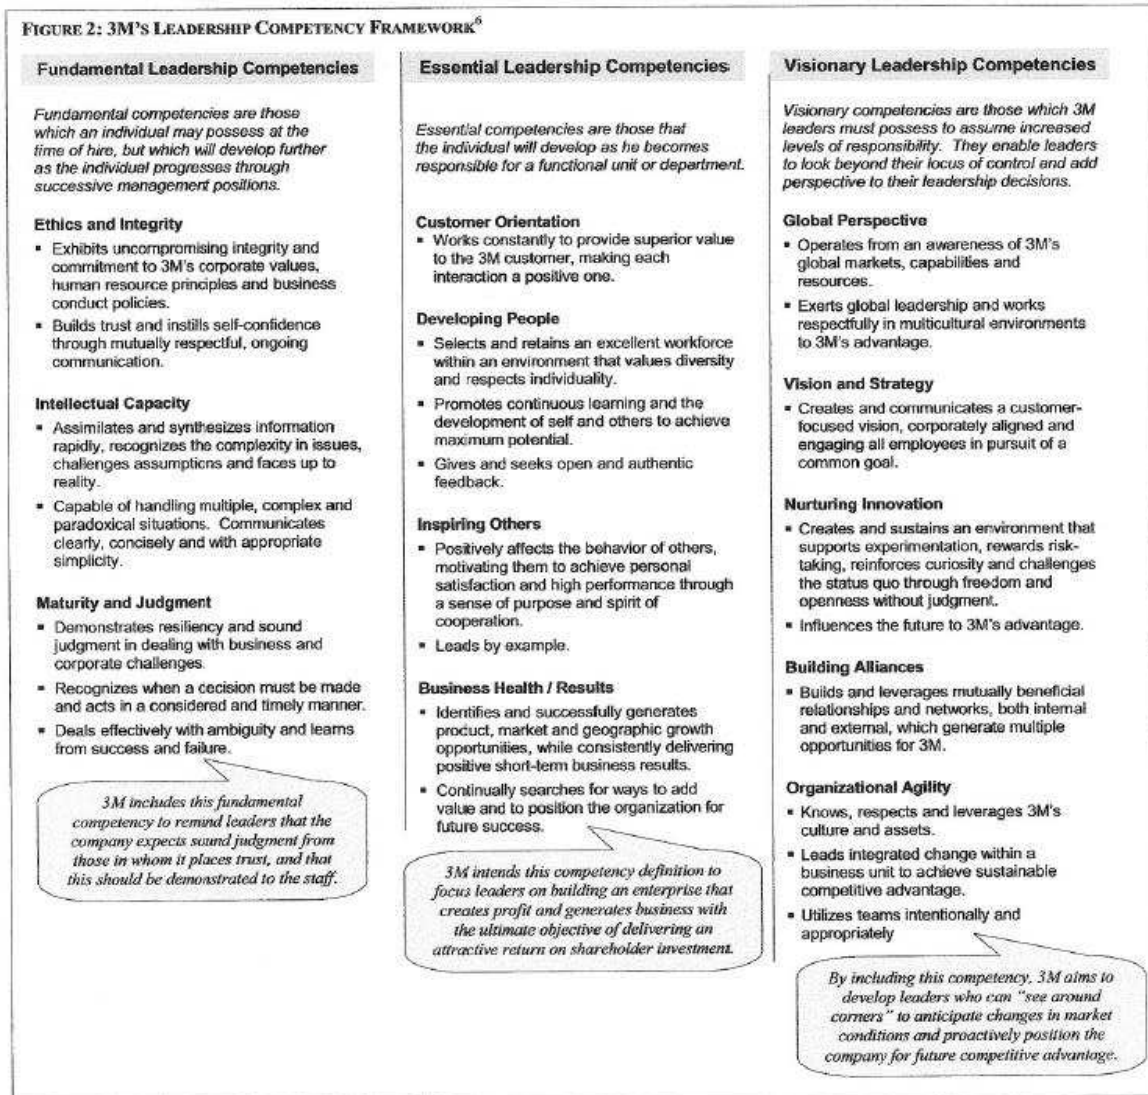 FIGURE 2: 3M'S LEADERSHIP COMPETENCY FRAMEWORK6
Fundamental Leadership Competencies
Fundamental competencies are those
which an individual may possess at the
time of hire, but which will develop further
as the individual progresses through
successive management positions.
Ethics and Integrity
▪ Exhibits uncompromising integrity and
commitment to 3M's corporate values,
human resource principles and business
conduct policies.
▪ Builds trust and instills self-confidence
through mutually respectful, ongoing
communication.
Intellectual Capacity
▪ Assimilates and synthesizes information
rapidly, recognizes the complexity in issues,
challenges assumptions and faces up to
reality.
▪ Capable of handling multiple, complex and
paradoxical situations. Communicates
clearly, concisely and with appropriate
simplicity.
Maturity and Judgment
▪ Demonstrates resiliency and sound
judgment in dealing with business and
corporate challenges.
▪ Recognizes when a decision must be made
and acts in a considered and timely manner.
▪ Deals effectively with ambiguity and learns
from success and failure.
3M includes this fundamental
competency to remind leaders that the
company expects sound judgment from
those in whom it places trust, and that
this should be demonstrated to the staff.
Essential Leadership Competencies
Essential competencies are those that
the individual will develop as he becomes
responsible for a functional unit or department.
Customer Orientation
▪ Works constantly to provide superior value
to the 3M customer, making each
interaction a positive one.
Developing People
▪ Selects and retains an excellent workforce
within an environment that values diversity
and respects individuality.
▪ Promotes continuous learning and the
development of self and others to achieve
maximum potential.
▪ Gives and seeks open and authentic
feedback.
Inspiring Others
▪ Positively affects the behavior of others,
motivating them to achieve personal
satisfaction and high performance through
a sense of purpose and spirit of
cooperation.
▪ Leads by example.
Business Health / Results
▪ Identifies and successfully generates
product, market and geographic growth
opportunities, while consistently delivering
positive short-term business results.
▪ Continually searches for ways to add
value and to position the organization for
future success.
3M intends this competency definition to
focus leaders on building an enterprise that
creates profit and generates business with
the ultimate objective of delivering an
attractive return on shareholder investment.
Visionary Leadership Competencies
Visionary competencies are those which 3M
leaders must possess to assume increased
levels of responsibility. They enable leaders
to look beyond their locus of control and add
perspective to their leadership decisions.
Global Perspective
▪ Operates from an awareness of 3M's
global markets, capabilities and
resources.
▪ Exerts global leadership and works
respectfully in multicultural environments
to 3M's advantage.
Vision and Strategy
▪ Creates and communicates a customer-
focused vision, corporately aligned and
engaging all employees in pursuit of a
common goal.
Nurturing Innovation
▪ Creates and sustains an environment that
supports experimentation, rewards risk-
taking, reinforces curiosity and challenges
the status quo through freedom and
openness without judgment.
▪ Influences the future to 3M's advantage.
Building Alliances
▪ Builds and leverages mutually beneficial
relationships and networks, both internal
and external, which generate multiple
opportunities for 3M.
Organizational Agility
▪ Knows, respects and leverages 3M's
culture and assets.
▪ Leads integrated change within a
business unit to achieve sustainable
competitive advantage.
▪ Utilizes teams intentionally and
appropriately
By including this competency, 3M aims to
develop leaders who can "see around
corners" to anticipate changes in market
conditions and proactively position the
company for future competitive advantage.